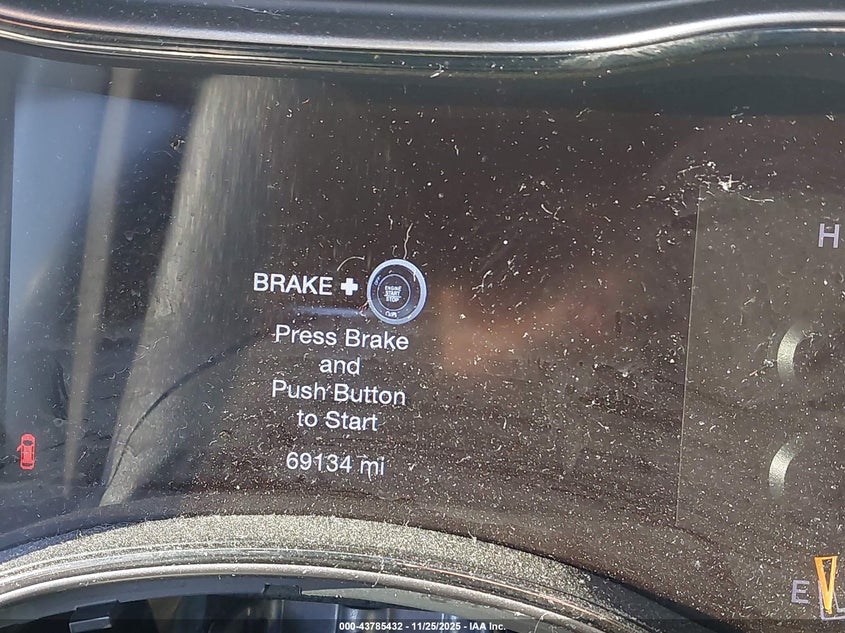 H
BRAKE +
ENGINE
START
STOP
Press Brake
and
Push Button
to Start
69134 mi
E
000-43785432 - 11/25/2025 - IAA Inc.